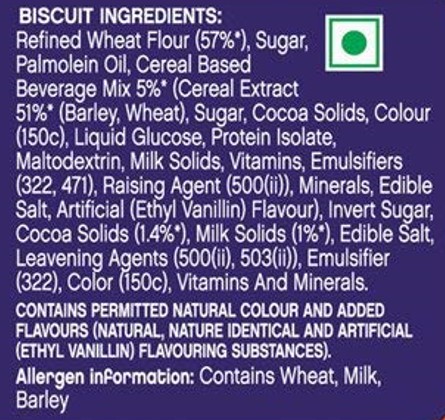 BISCUIT INGREDIENTS:
Refined Wheat Flour (57%*), Sugar,
Palmolein Oil, Cereal Based
Beverage Mix 5%* (Cereal Extract
51%* (Barley, Wheat), Sugar, Cocoa Solids, Colour
(150c), Liquid Glucose, Protein Isolate,
Maltodextrin, Milk Solids, Vitamins, Emulsifiers
(322, 471), Raising Agent (500(ii)), Minerals, Edible
Salt, Artificial (Ethyl Vanillin) Flavour), Invert Sugar,
Cocoa Solids (1.4%*), Milk Solids (1%*), Edible Salt,
Leavening Agents (500(ii), 503(ii)), Emulsifier
(322), Color (150c), Vitamins And Minerals.
CONTAINS PERMITTED NATURAL COLOUR AND ADDED
FLAVOURS (NATURAL, NATURE IDENTICAL AND ARTIFICIAL
(ETHYL VANILLIN) FLAVOURING SUBSTANCES).
Allergen information: Contains Wheat, Milk,
Barley